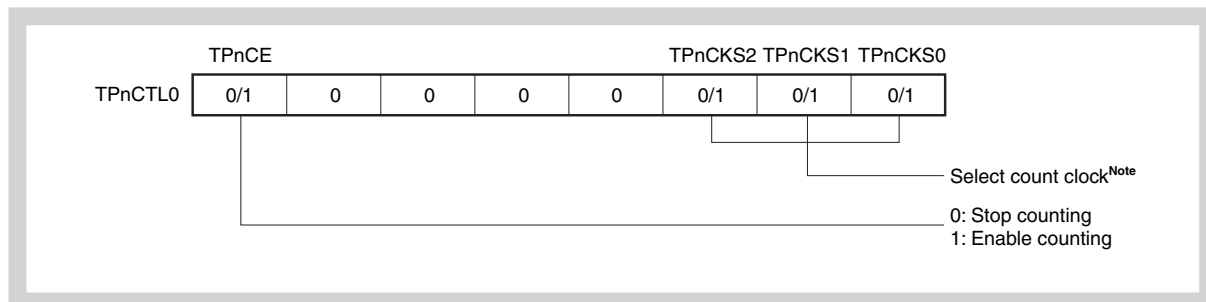 TPnCE TPnCKS2 TPnCKS1 TPnCKS0
TPnCTL0 0/1 0 0 0 0 0/1 0/1 0/1
Select count clockNote
0: Stop counting
1: Enable counting